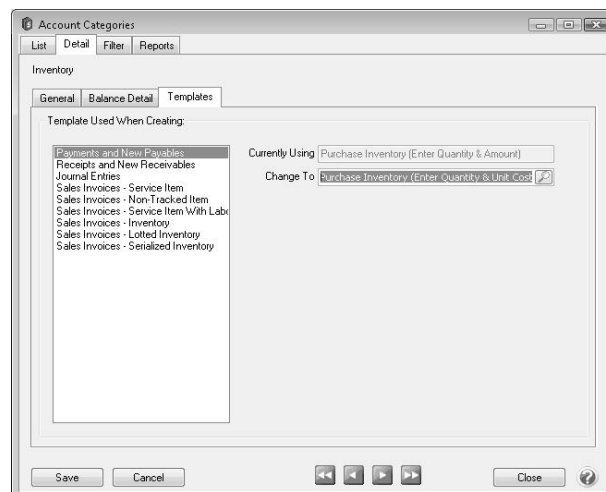 Account Categories
List Detail Filter Reports
Inventory
General Balance Detail Templates
Template Used When Creating:
Payments and New Payables
Receipts and New Receivables
Journal Entries
Sales Invoices - Service Item
Sales Invoices - Non-Tracked Item
Sales Invoices - Service Item With Labo
Sales Invoices - Inventory
Sales Invoices - Lotted Inventory
Sales Invoices - Serialized Inventory
Currently Using Purchase Inventory (Enter Quantity & Amount)
Change To Purchase Inventory (Enter Quantity & Unit Cost
Save Cancel Close ?